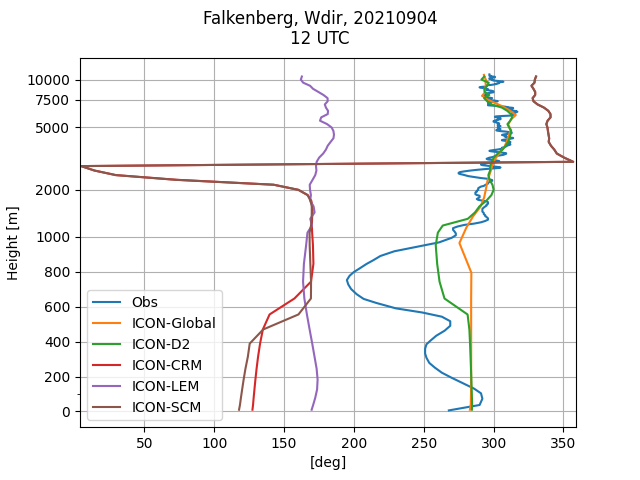 Falkenberg, Wdir, 20210904
12 UTC
10000
7500
5000
2000
1000
800
600
400
200
0
Height [m]
Obs
ICON-Global
ICON-D2
ICON-CRM
ICON-LEM
ICON-SCM
50 100 150 200 250 300 350
[deg]